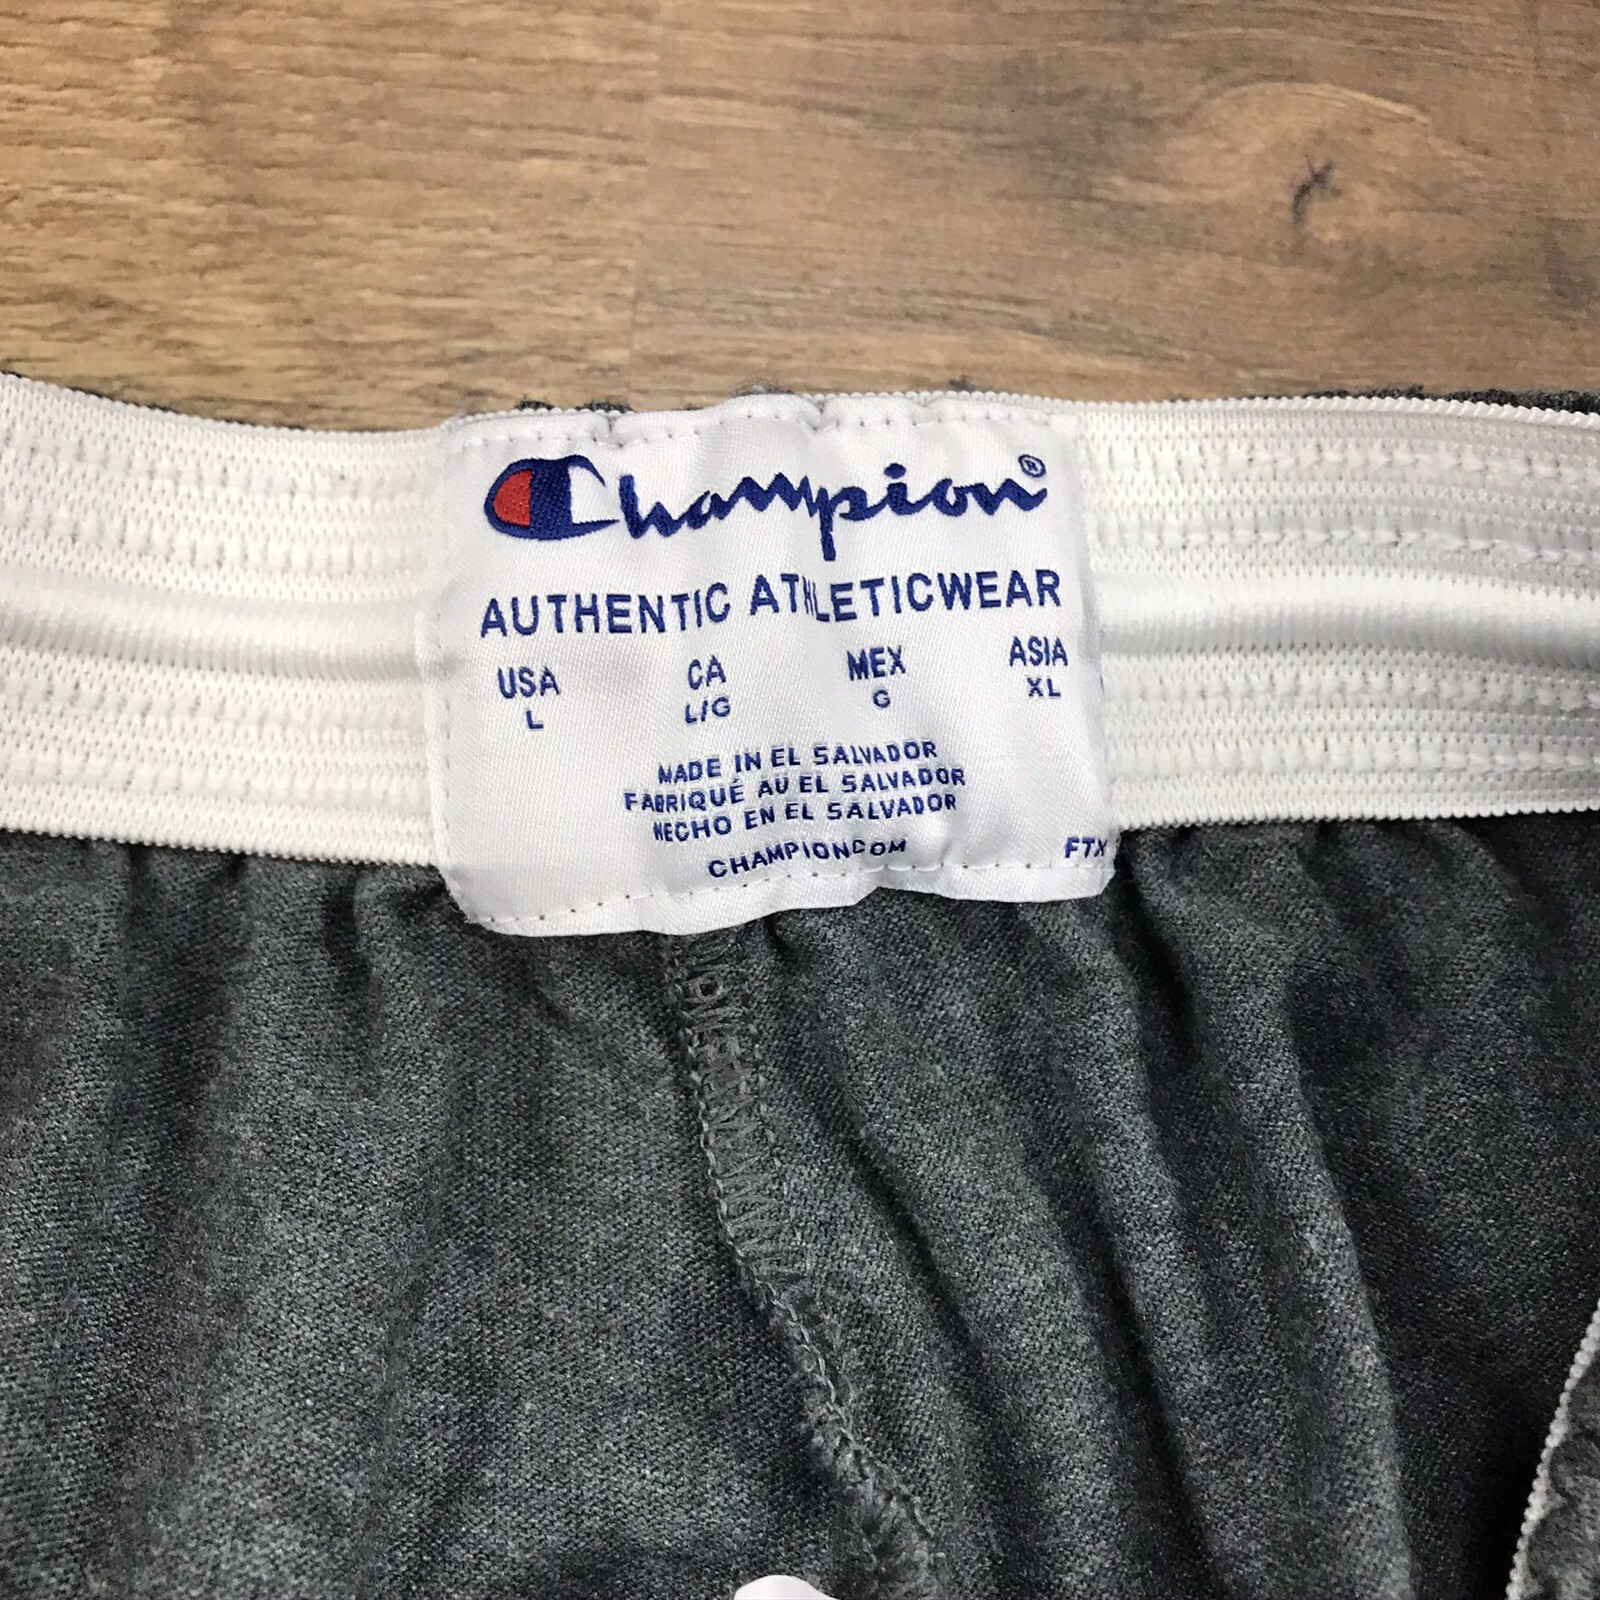 Champion®
AUTHENTIC ATHLETICWEAR
USA CA MEX ASIA
L L/G G XL
MADE IN EL SALVADOR
FABRIQUÉ AU EL SALVADOR
HECHO EN EL SALVADOR
CHAMPION.COM
FTX